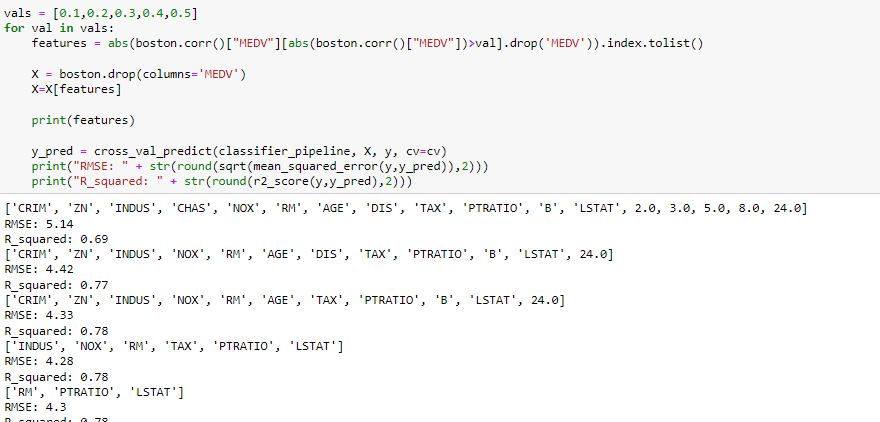 vals = [0.1,0.2,0.3,0.4,0.5]
for val in vals:
    features = abs(boston.corr()["MEDV"][abs(boston.corr()["MEDV"])>val].drop('MEDV')).index.tolist()
    X = boston.drop(columns='MEDV')
    X=X[features]
    print(features)
    y_pred = cross_val_predict(classifier_pipeline, X, y, cv=cv)
    print("RMSE: " + str(round(sqrt(mean_squared_error(y,y_pred)),2)))
    print("R_squared: " + str(round(r2_score(y,y_pred),2)))
['CRIM', 'ZN', 'INDUS', 'CHAS', 'NOX', 'RM', 'AGE', 'DIS', 'TAX', 'PTRATIO', 'B', 'LSTAT', 2.0, 3.0, 5.0, 8.0, 24.0]
RMSE: 5.14
R_squared: 0.69
['CRIM', 'ZN', 'INDUS', 'NOX', 'RM', 'AGE', 'DIS', 'TAX', 'PTRATIO', 'B', 'LSTAT', 24.0]
RMSE: 4.42
R_squared: 0.77
['CRIM', 'ZN', 'INDUS', 'NOX', 'RM', 'AGE', 'TAX', 'PTRATIO', 'B', 'LSTAT', 24.0]
RMSE: 4.33
R_squared: 0.78
['INDUS', 'NOX', 'RM', 'TAX', 'PTRATIO', 'LSTAT']
RMSE: 4.28
R_squared: 0.78
['RM', 'PTRATIO', 'LSTAT']
RMSE: 4.3
R_squared: 0.78